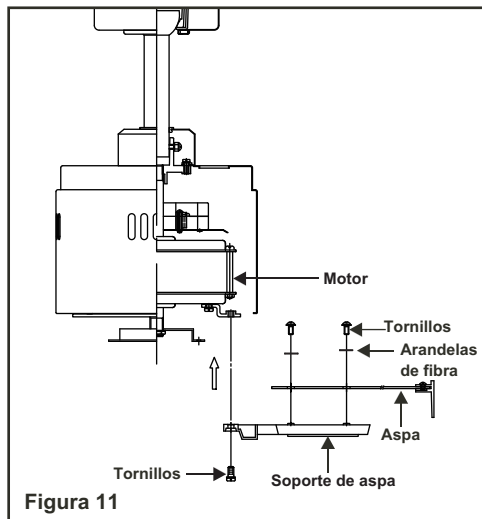 Motor
Tornillos
Arandelas
de fibra
Aspa
Soporte de aspa
Tornillos
Figura 11